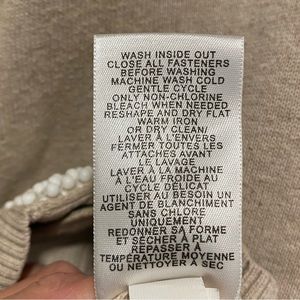 WASH INSIDE OUT
CLOSE ALL FASTENERS
BEFORE WASHING
MACHINE WASH COLD
GENTLE CYCLE
ONLY NON-CHLORINE
BLEACH WHEN NEEDED
RESHAPE AND DRY FLAT
WARM IRON
OR DRY CLEAN/
LAVER À L'ENVERS
FERMER TOUTES LES
ATTACHES AVANT
LE LAVAGE
LAVER À LA MACHINE
À L'EAU FROIDE AU
CYCLE DÉLICAT
UTILISER AU BESOIN UN
AGENT DE BLANCHIMENT
SANS CHLORE
UNIQUEMENT
REDONNER SA FORME
ET SÉCHER À PLAT
REPASSER À
TEMPÉRATURE MOYENNE
OU NETTOYER À SEC